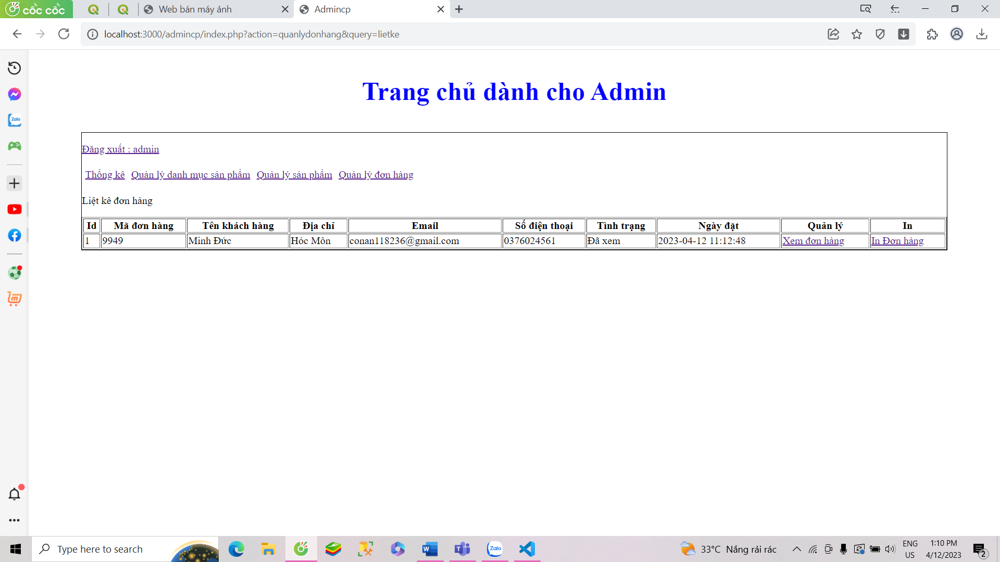 cốc cốc
Web bán máy ảnh
Admincp
localhost:3000/admincp/index.php?action=quanlydonhang&query=lietke
Trang chủ dành cho Admin
Đăng xuất : admin
Thống kê Quản lý danh mục sản phẩm Quản lý sản phẩm Quản lý đơn hàng
Liệt kê đơn hàng
Id Mã đơn hàng Tên khách hàng Địa chỉ Email Số điện thoại Tình trạng Ngày đặt Quản lý In
1 9949 Minh Đức Hóc Môn conan118236@gmail.com 0376024561 Đã xem 2023-04-12 11:12:48 Xem đơn hàng In Đơn hàng
Zalo
Type here to search
Zalo
33°C Nắng rải rác
ENG
US
1:10 PM
4/12/2023
2